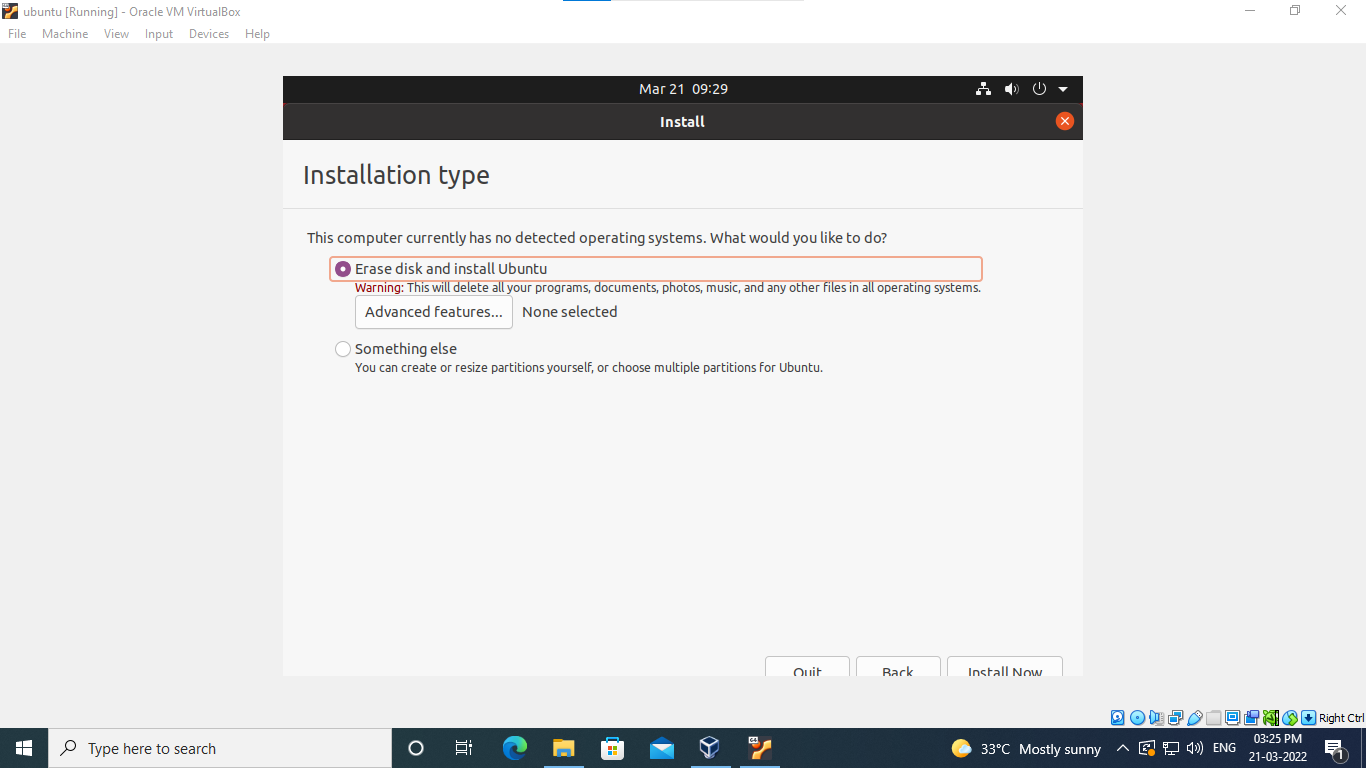 ubuntu [Running] - Oracle VM VirtualBox
File Machine View Input Devices Help
Mar 21 09:29
Install
Installation type
This computer currently has no detected operating systems. What would you like to do?
Erase disk and install Ubuntu
Warning: This will delete all your programs, documents, photos, music, and any other files in all operating systems.
Advanced features... None selected
Something else
You can create or resize partitions yourself, or choose multiple partitions for Ubuntu.
Quit Back Install Now
Right Ctrl
Type here to search
33°C Mostly sunny
ENG
03:25 PM
21-03-2022
1